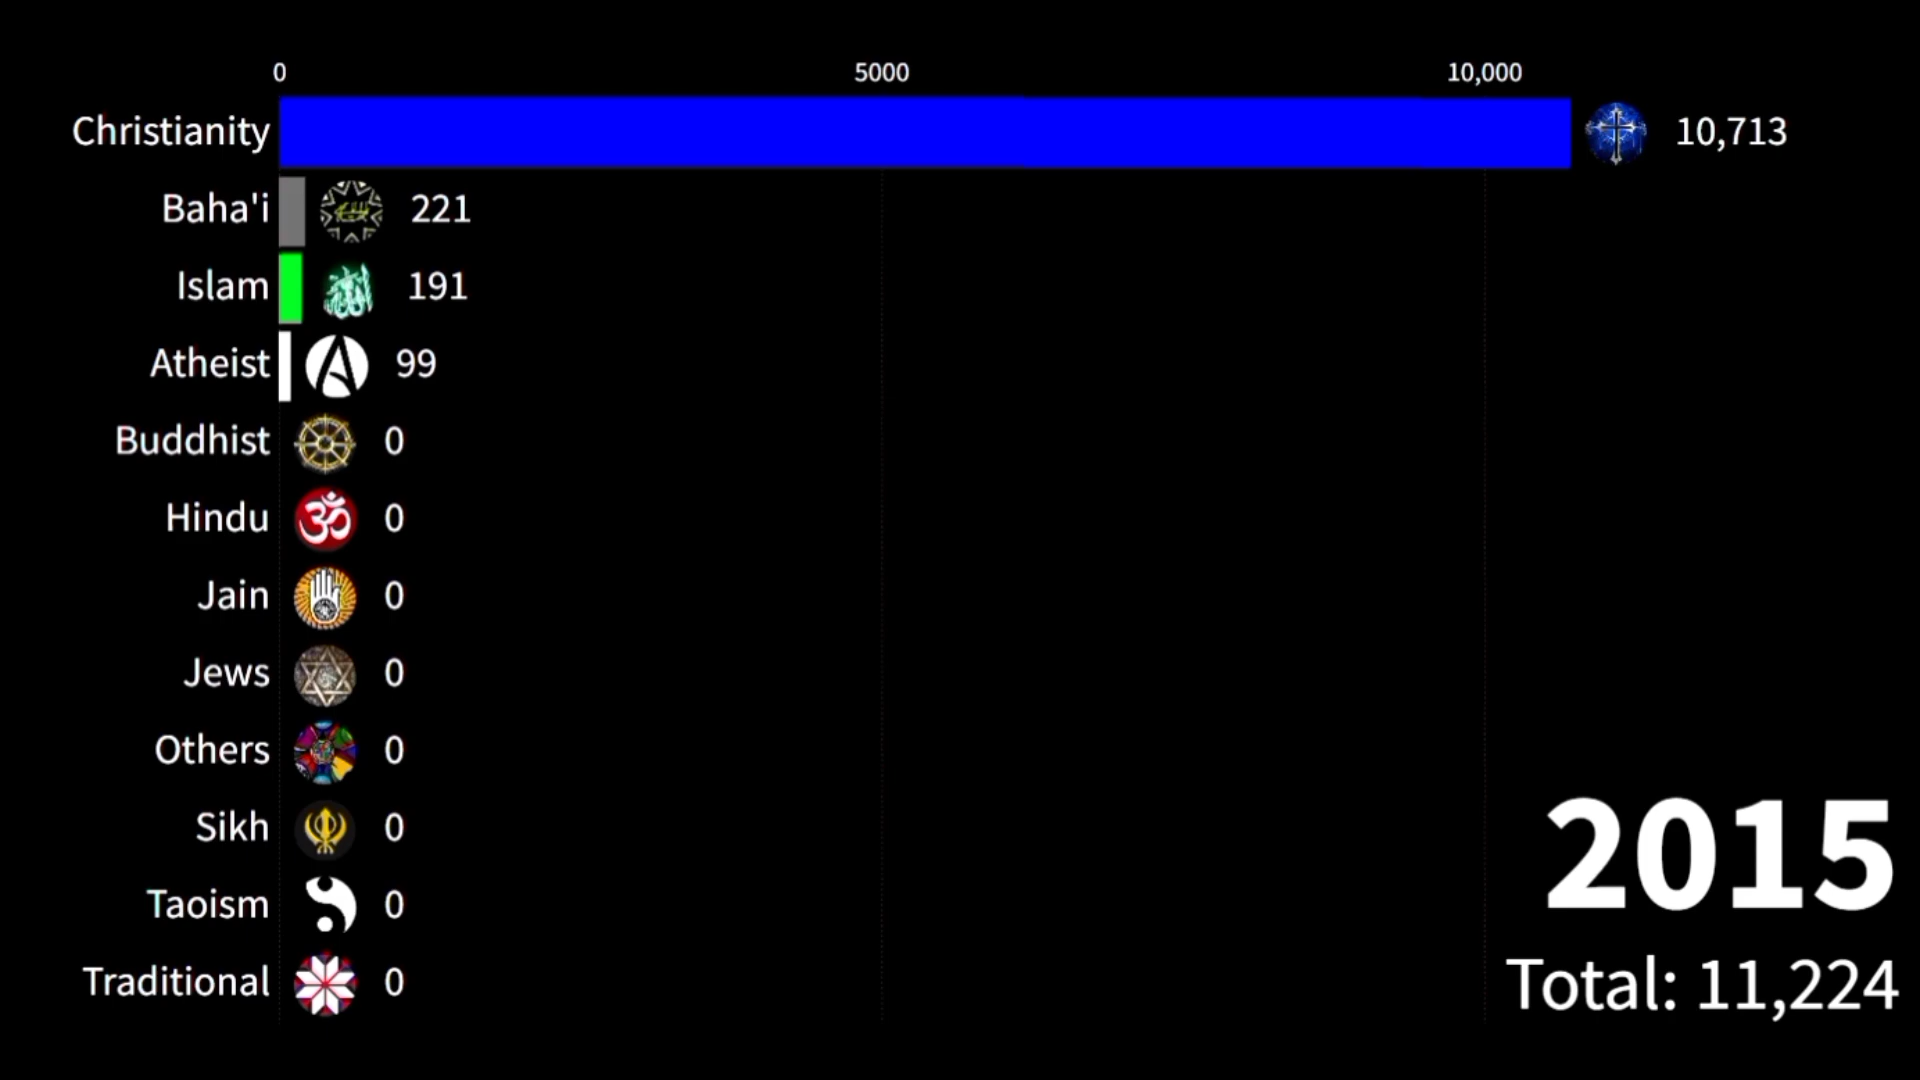 0 5000 10,000
Christianity 10,713
Baha'i 221
Islam 191
Atheist 99
Buddhist 0
Hindu 0
Jain 0
Jews 0
Others 0
Sikh 0
Taoism 0
Traditional 0
2015
Total: 11,224